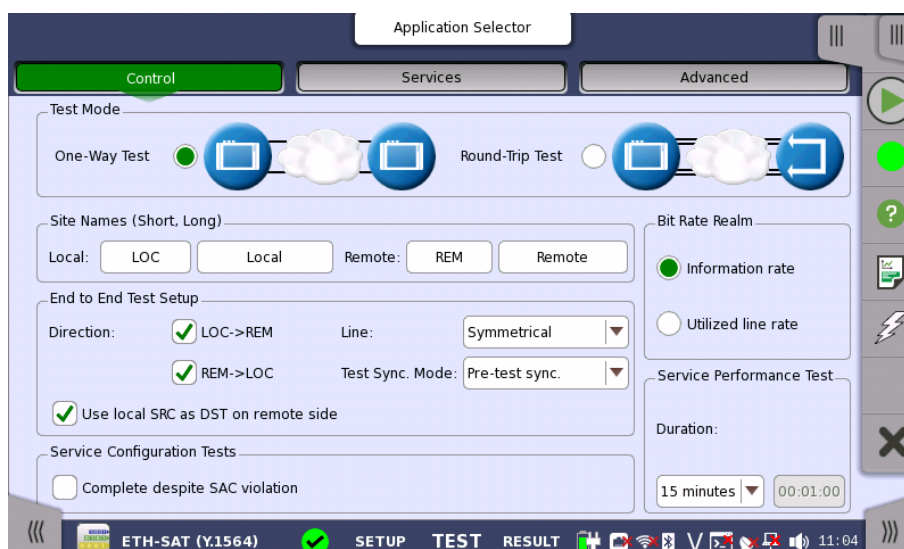 Application Selector
Control Services Advanced
Test Mode
One-Way Test Round-Trip Test
Site Names (Short, Long)
Local: LOC Local Remote: REM Remote
End to End Test Setup
Direction: LOC->REM Line: Symmetrical
REM->LOC Test Sync. Mode: Pre-test sync.
Use local SRC as DST on remote side
Service Configuration Tests
Complete despite SAC violation
Bit Rate Realm
Information rate
Utilized line rate
Service Performance Test
Duration:
15 minutes 00:01:00
ETH-SAT (Y.1564) SETUP TEST RESULT 11:04